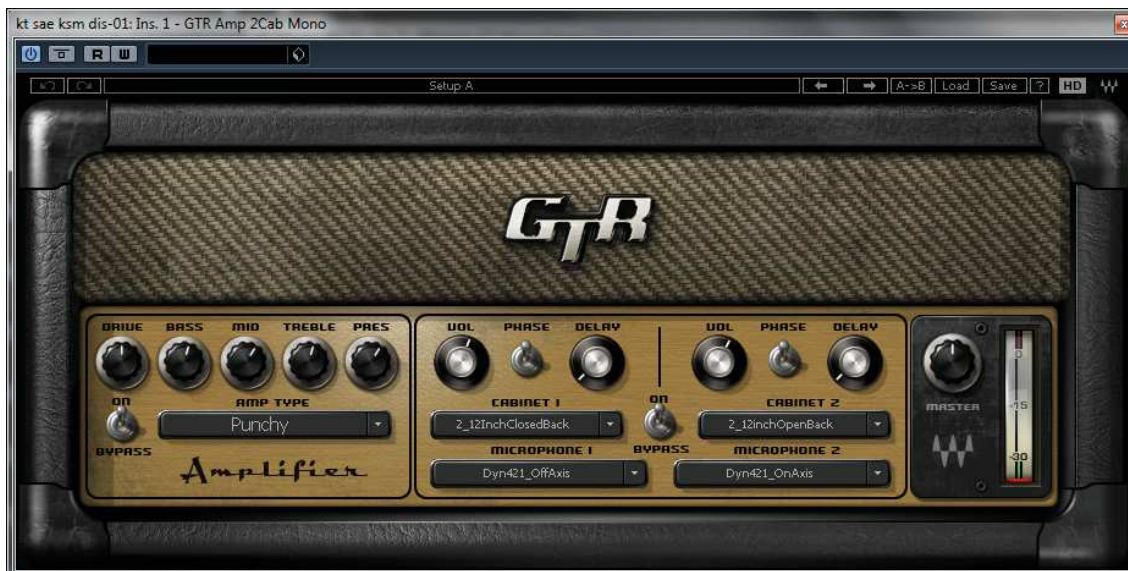 kt sae ksm dis-01: Ins. 1 - GTR Amp 2Cab Mono
R W
Setup A A->B Load Save ? HD
GTR
DRIVE BASS MID TREBLE PRES VOL PHASE DELAY VOL PHASE DELAY
0
ON AMP TYPE CABINET 1 ON CABINET 2 MASTER -15
Punchy 2_12InchClosedBack 2_12inchOpenBack
BYPASS MICROPHONE 1 BYPASS MICROPHONE 2
-30
Amplifier Dyn421_OffAxis Dyn421_OnAxis